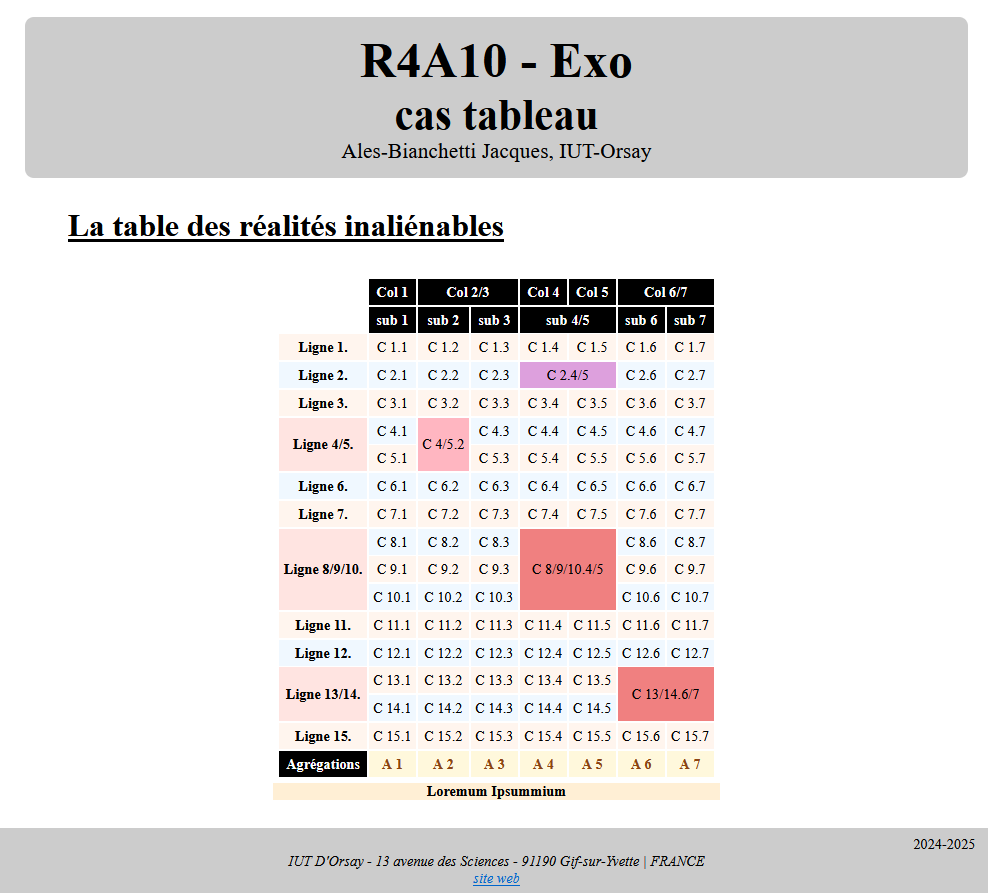 R4A10 - Exo
cas tableau
Ales-Bianchetti Jacques, IUT-Orsay
La table des réalités inaliénables
Col 1 Col 2/3 Col 4 Col 5 Col 6/7
sub 1 sub 2 sub 3 sub 4/5 sub 6 sub 7
Ligne 1. C 1.1 C 1.2 C 1.3 C 1.4 C 1.5 C 1.6 C 1.7
Ligne 2. C 2.1 C 2.2 C 2.3 C 2.4/5 C 2.6 C 2.7
Ligne 3. C 3.1 C 3.2 C 3.3 C 3.4 C 3.5 C 3.6 C 3.7
Ligne 4/5. C 4.1 C 4/5.2 C 4.3 C 4.4 C 4.5 C 4.6 C 4.7
C 5.1 C 5.3 C 5.4 C 5.5 C 5.6 C 5.7
Ligne 6. C 6.1 C 6.2 C 6.3 C 6.4 C 6.5 C 6.6 C 6.7
Ligne 7. C 7.1 C 7.2 C 7.3 C 7.4 C 7.5 C 7.6 C 7.7
Ligne 8/9/10. C 8.1 C 8.2 C 8.3 C 8/9/10.4/5 C 8.6 C 8.7
C 9.1 C 9.2 C 9.3 C 9.6 C 9.7
C 10.1 C 10.2 C 10.3 C 10.6 C 10.7
Ligne 11. C 11.1 C 11.2 C 11.3 C 11.4 C 11.5 C 11.6 C 11.7
Ligne 12. C 12.1 C 12.2 C 12.3 C 12.4 C 12.5 C 12.6 C 12.7
Ligne 13/14. C 13.1 C 13.2 C 13.3 C 13.4 C 13.5 C 13/14.6/7
C 14.1 C 14.2 C 14.3 C 14.4 C 14.5
Ligne 15. C 15.1 C 15.2 C 15.3 C 15.4 C 15.5 C 15.6 C 15.7
Agrégations A 1 A 2 A 3 A 4 A 5 A 6 A 7
Loremum Ipsummium
2024-2025
IUT D'Orsay - 13 avenue des Sciences - 91190 Gif-sur-Yvette | FRANCE
site web